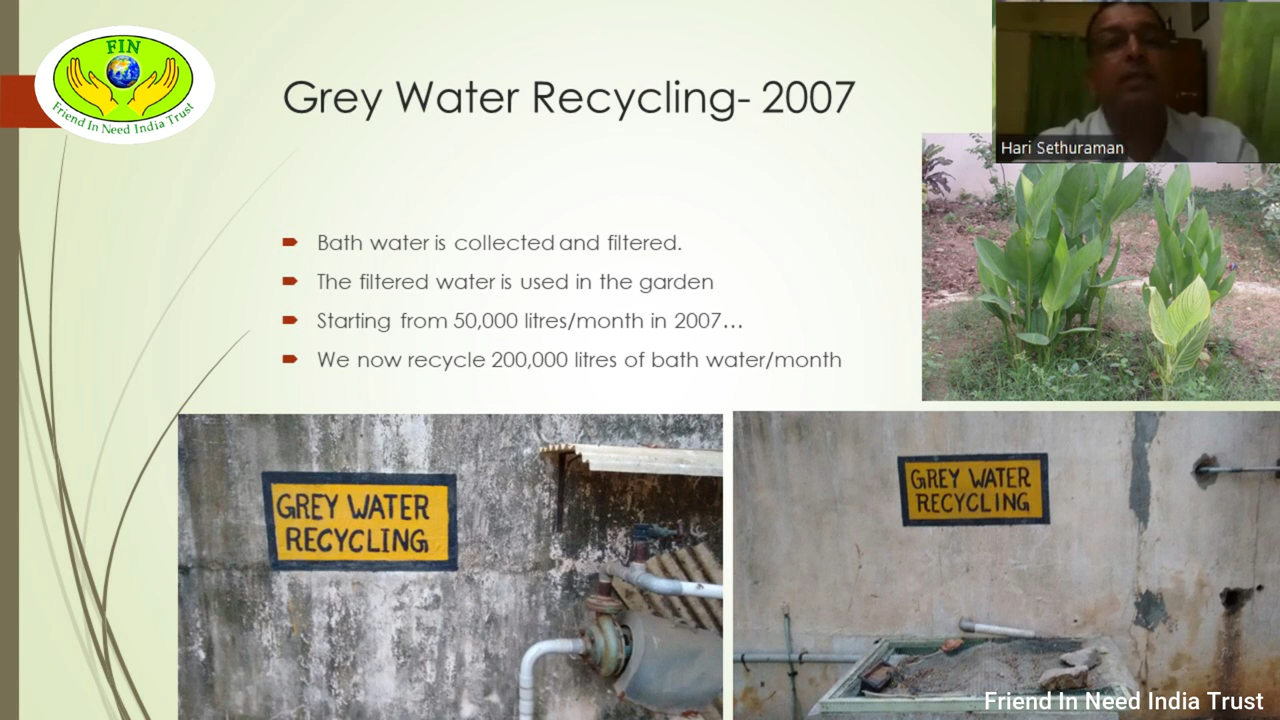 FIN
Friend In Need India Trust
Grey Water Recycling- 2007
Hari Sethuraman
Bath water is collected and filtered.
The filtered water is used in the garden
Starting from 50,000 litres/month in 2007…
We now recycle 200,000 litres of bath water/month
GREY WATER
RECYCLING
GREY WATER
RECYCLING
Friend In Need India Trust